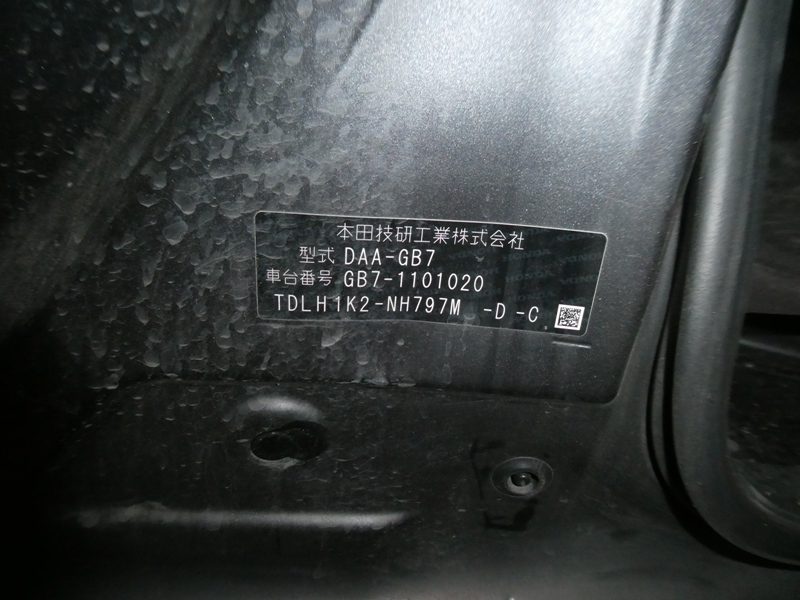 本田技研工業株式会社
型式 DAA-GB7
車台番号 GB7-1101020
TDLH1K2-NH797M -D -C